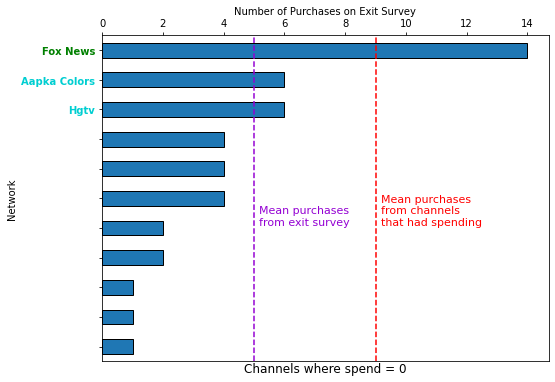 Number of Purchases on Exit Survey
0 2 4 6 8 10 12 14
Fox News
Aapka Colors
Hgtv
Network
Mean purchases
from exit survey
Mean purchases
from channels
that had spending
Channels where spend = 0